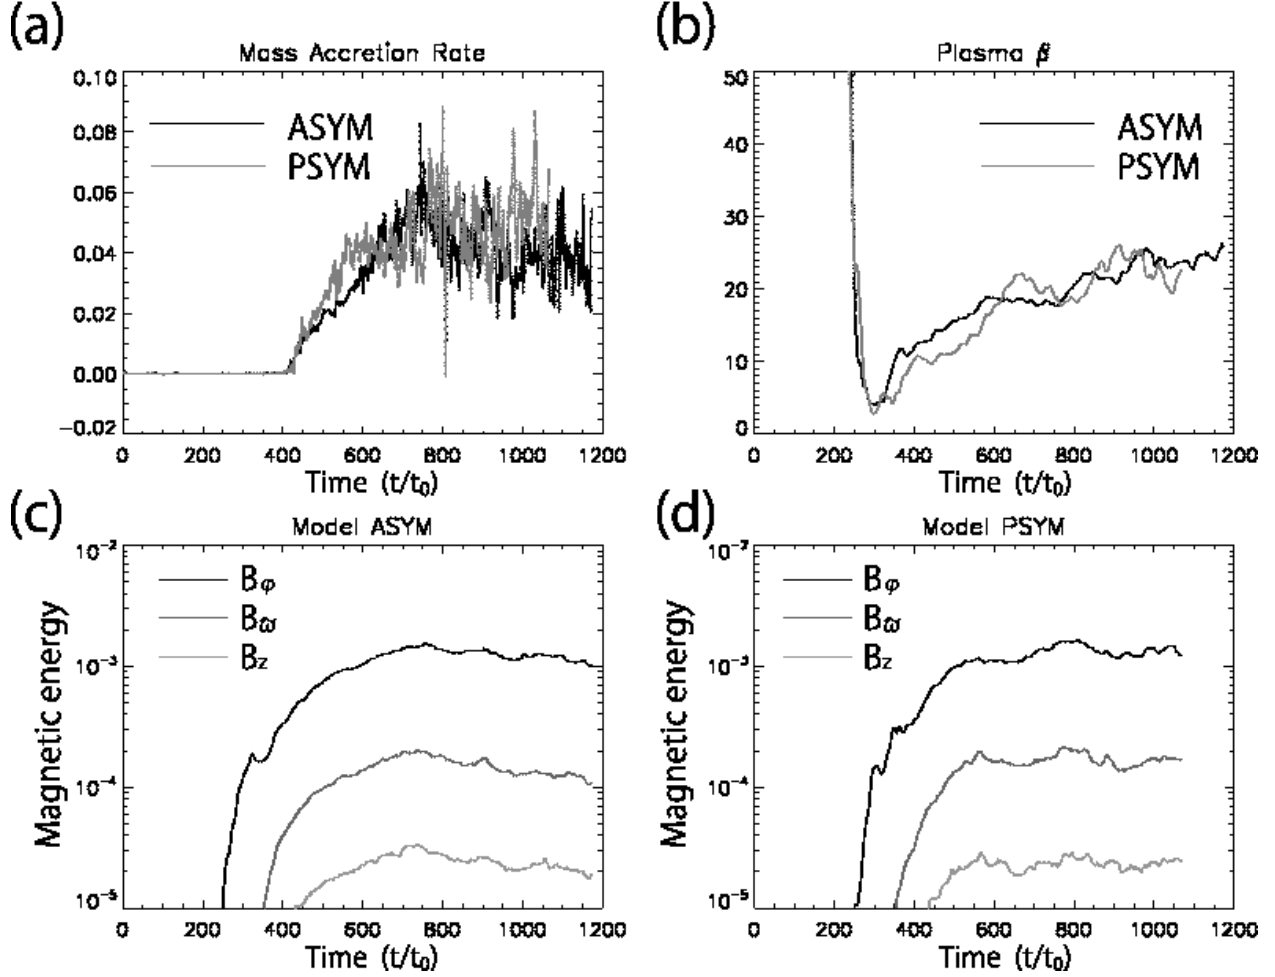 (a)
Mass Accretion Rate
0.10
0.08
0.06
0.04
0.02
0.00
−0.02
ASYM
PSYM
0 200 400 600 800 1000 1200
Time (t/t0)
(b)
Plasma β
50
40
30
20
10
0
ASYM
PSYM
0 200 400 600 800 1000 1200
Time (t/t0)
(c)
Model ASYM
Magnetic energy
10−2
10−3
10−4
10−5
Bφ
Bϖ
Bz
0 200 400 600 800 1000 1200
Time (t/t0)
(d)
Model PSYM
Magnetic energy
10−2
10−3
10−4
10−5
Bφ
Bϖ
Bz
0 200 400 600 800 1000 1200
Time (t/t0)